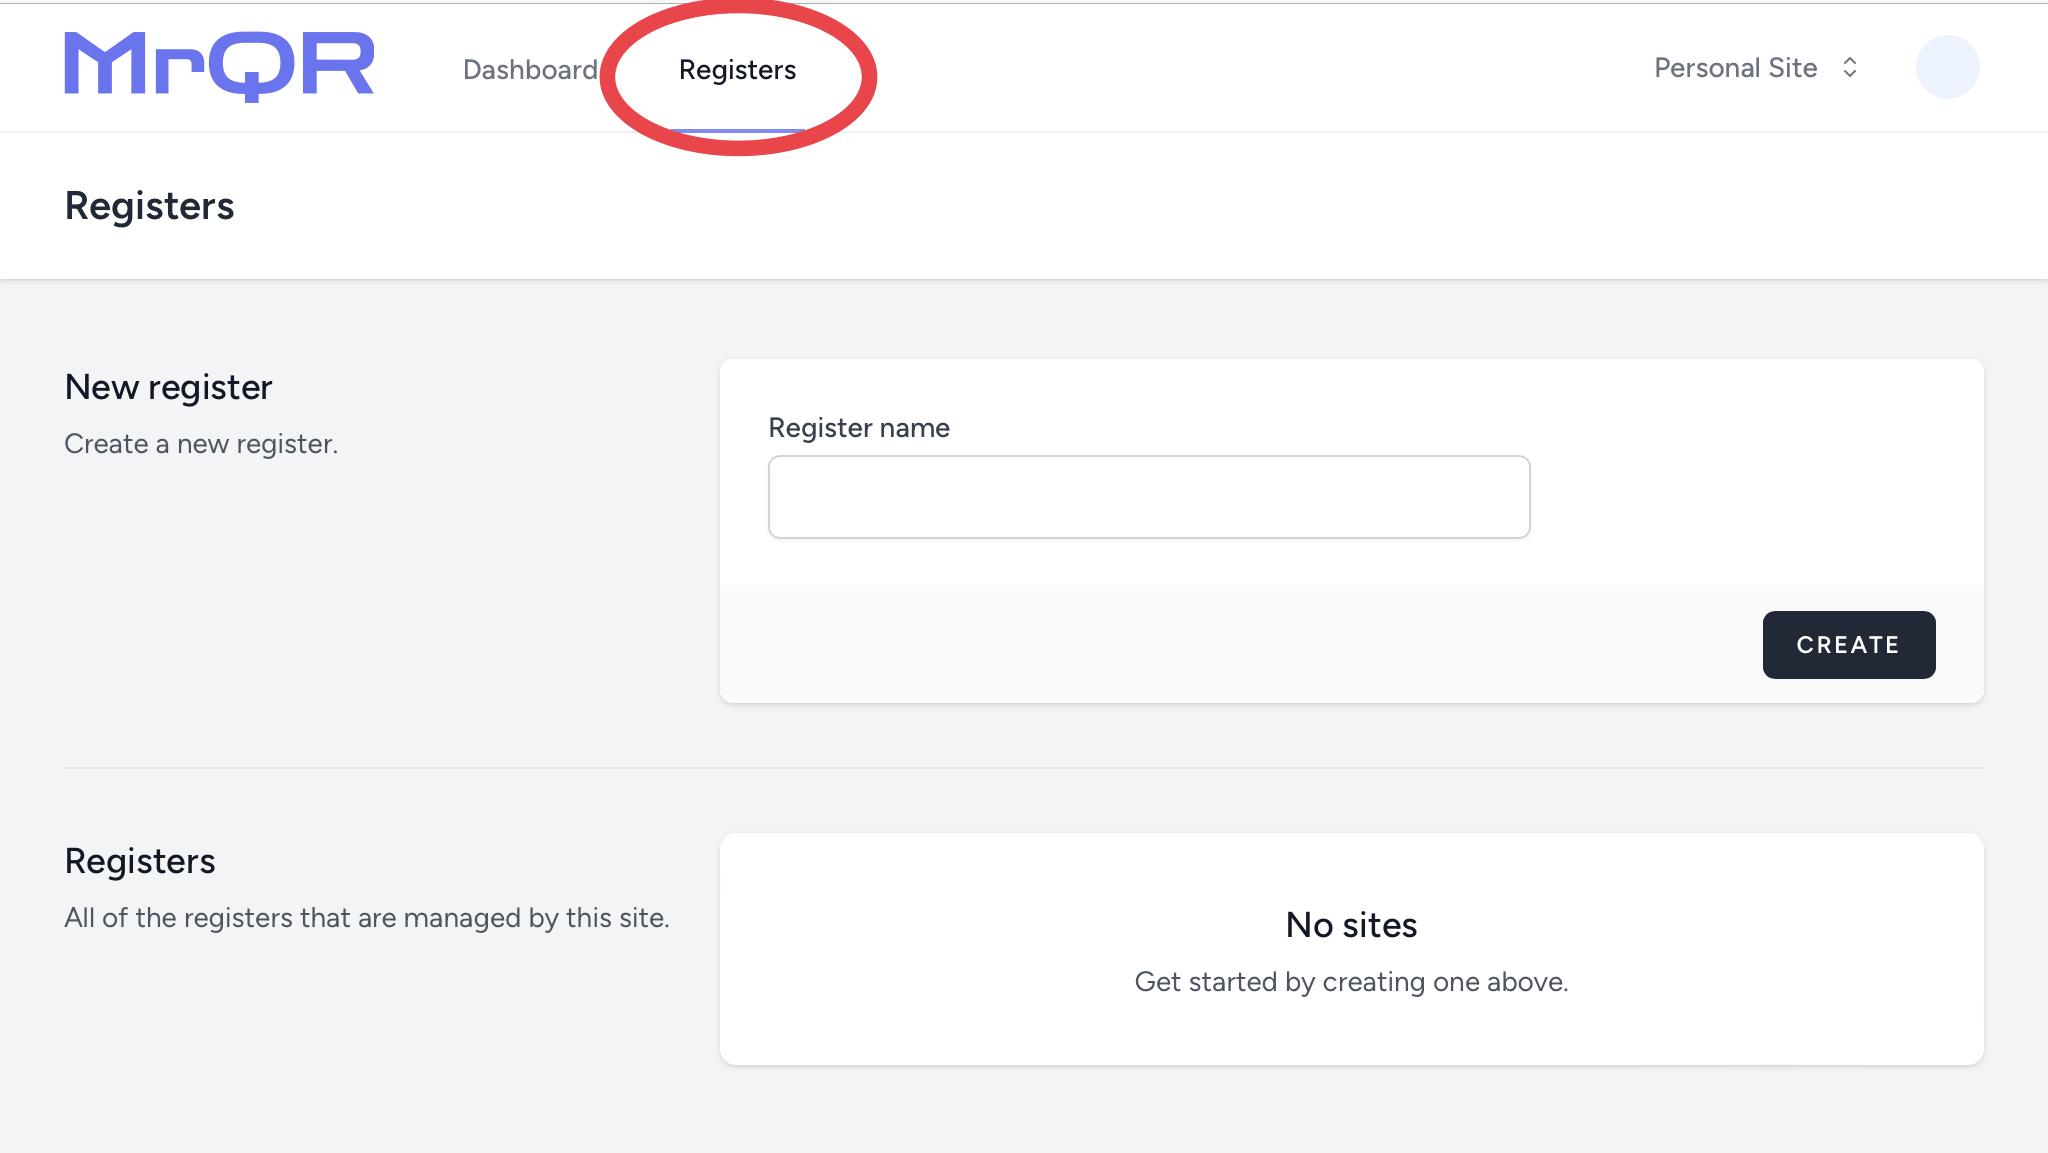 MrQR
Dashboard Registers Personal Site
Registers
New register
Create a new register.
Register name
CREATE
Registers
All of the registers that are managed by this site.
No sites
Get started by creating one above.